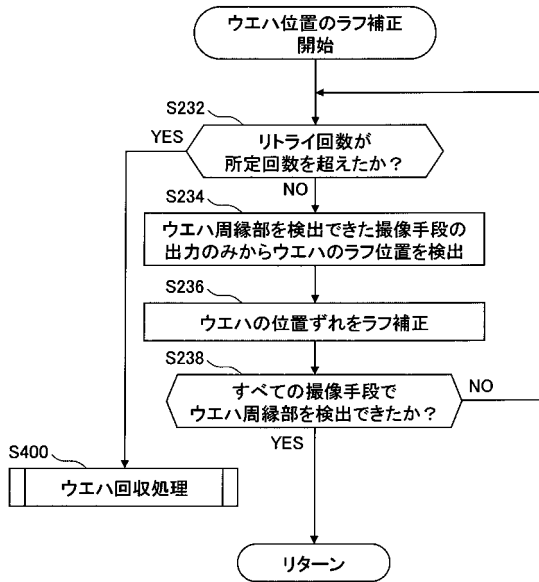 ウエハ位置のラフ補正
開始
S232
YES
リトライ回数が
所定回数を超えたか？
NO
S234
ウエハ周縁部を検出できた撮像手段の
出力のみからウエハのラフ位置を検出
S236
ウエハの位置ずれをラフ補正
S238
すべての撮像手段で
ウエハ周縁部を検出できたか？
NO
YES
S400
ウエハ回収処理
リターン